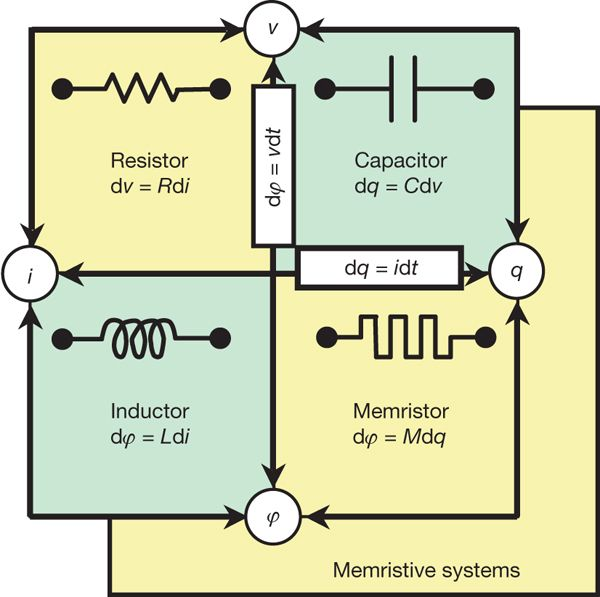 v
Resistor
dv = Rdi
dφ = vdt
Capacitor
dq = Cdv
i
dq = idt
q
Inductor
dφ = Ldi
Memristor
dφ = Mdq
φ
Memristive systems